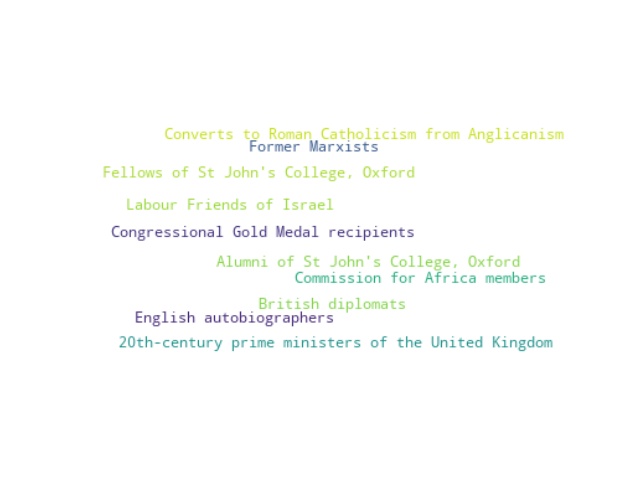 Converts to Roman Catholicism from Anglicanism
Former Marxists
Fellows of St John's College, Oxford
Labour Friends of Israel
Congressional Gold Medal recipients
Alumni of St John's College, Oxford
Commission for Africa members
British diplomats
English autobiographers
20th-century prime ministers of the United Kingdom